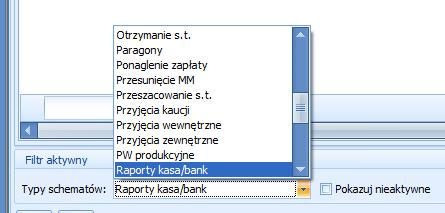 Otrzymanie s.t.
Paragony
Ponaglenie zapłaty
Przesunięcie MM
Przeszacowanie s.t.
Przyjęcia kaucji
Przyjęcia wewnętrzne
Przyjęcia zewnętrzne
PW produkcyjne
Raporty kasa/bank
Filtr aktywny
Typy schematów: Raporty kasa/bank Pokazuj nieaktywne